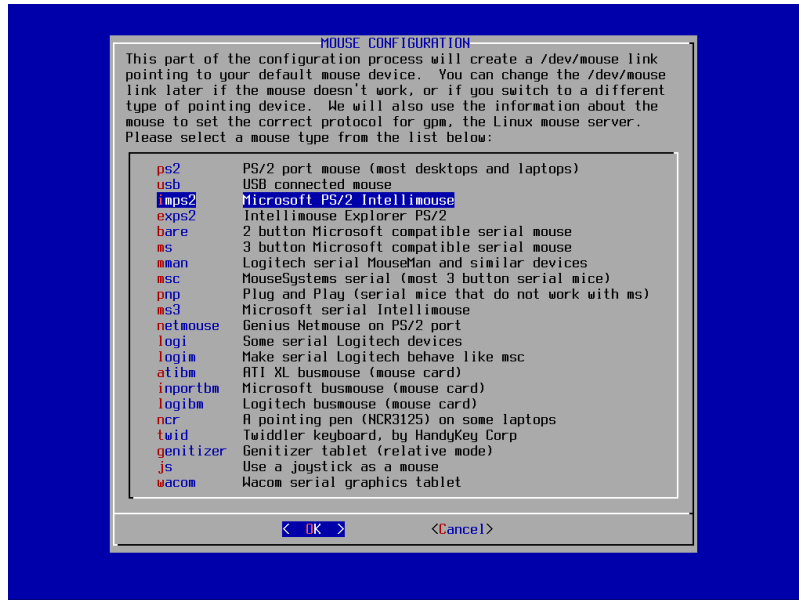 MOUSE CONFIGURATION
This part of the configuration process will create a /dev/mouse link
pointing to your default mouse device.  You can change the /dev/mouse
link later if the mouse doesn't work, or if you switch to a different
type of pointing device.  We will also use the information about the
mouse to set the correct protocol for gpm, the Linux mouse server.
Please select a mouse type from the list below:
ps2 PS/2 port mouse (most desktops and laptops)
usb USB connected mouse
imps2 Microsoft PS/2 Intellimouse
exps2 Intellimouse Explorer PS/2
bare 2 button Microsoft compatible serial mouse
ms 3 button Microsoft compatible serial mouse
mman Logitech serial MouseMan and similar devices
msc MouseSystems serial (most 3 button serial mice)
pnp Plug and Play (serial mice that do not work with ms)
ms3 Microsoft serial Intellimouse
netmouse Genius Netmouse on PS/2 port
logi Some serial Logitech devices
logim Make serial Logitech behave like msc
atibm ATI XL busmouse (mouse card)
inportbm Microsoft busmouse (mouse card)
logibm Logitech busmouse (mouse card)
ncr A pointing pen (NCR3125) on some laptops
twid Twiddler keyboard, by HandyKey Corp
genitizer Genitizer tablet (relative mode)
js Use a joystick as a mouse
wacom Wacom serial graphics tablet
< OK > <Cancel>